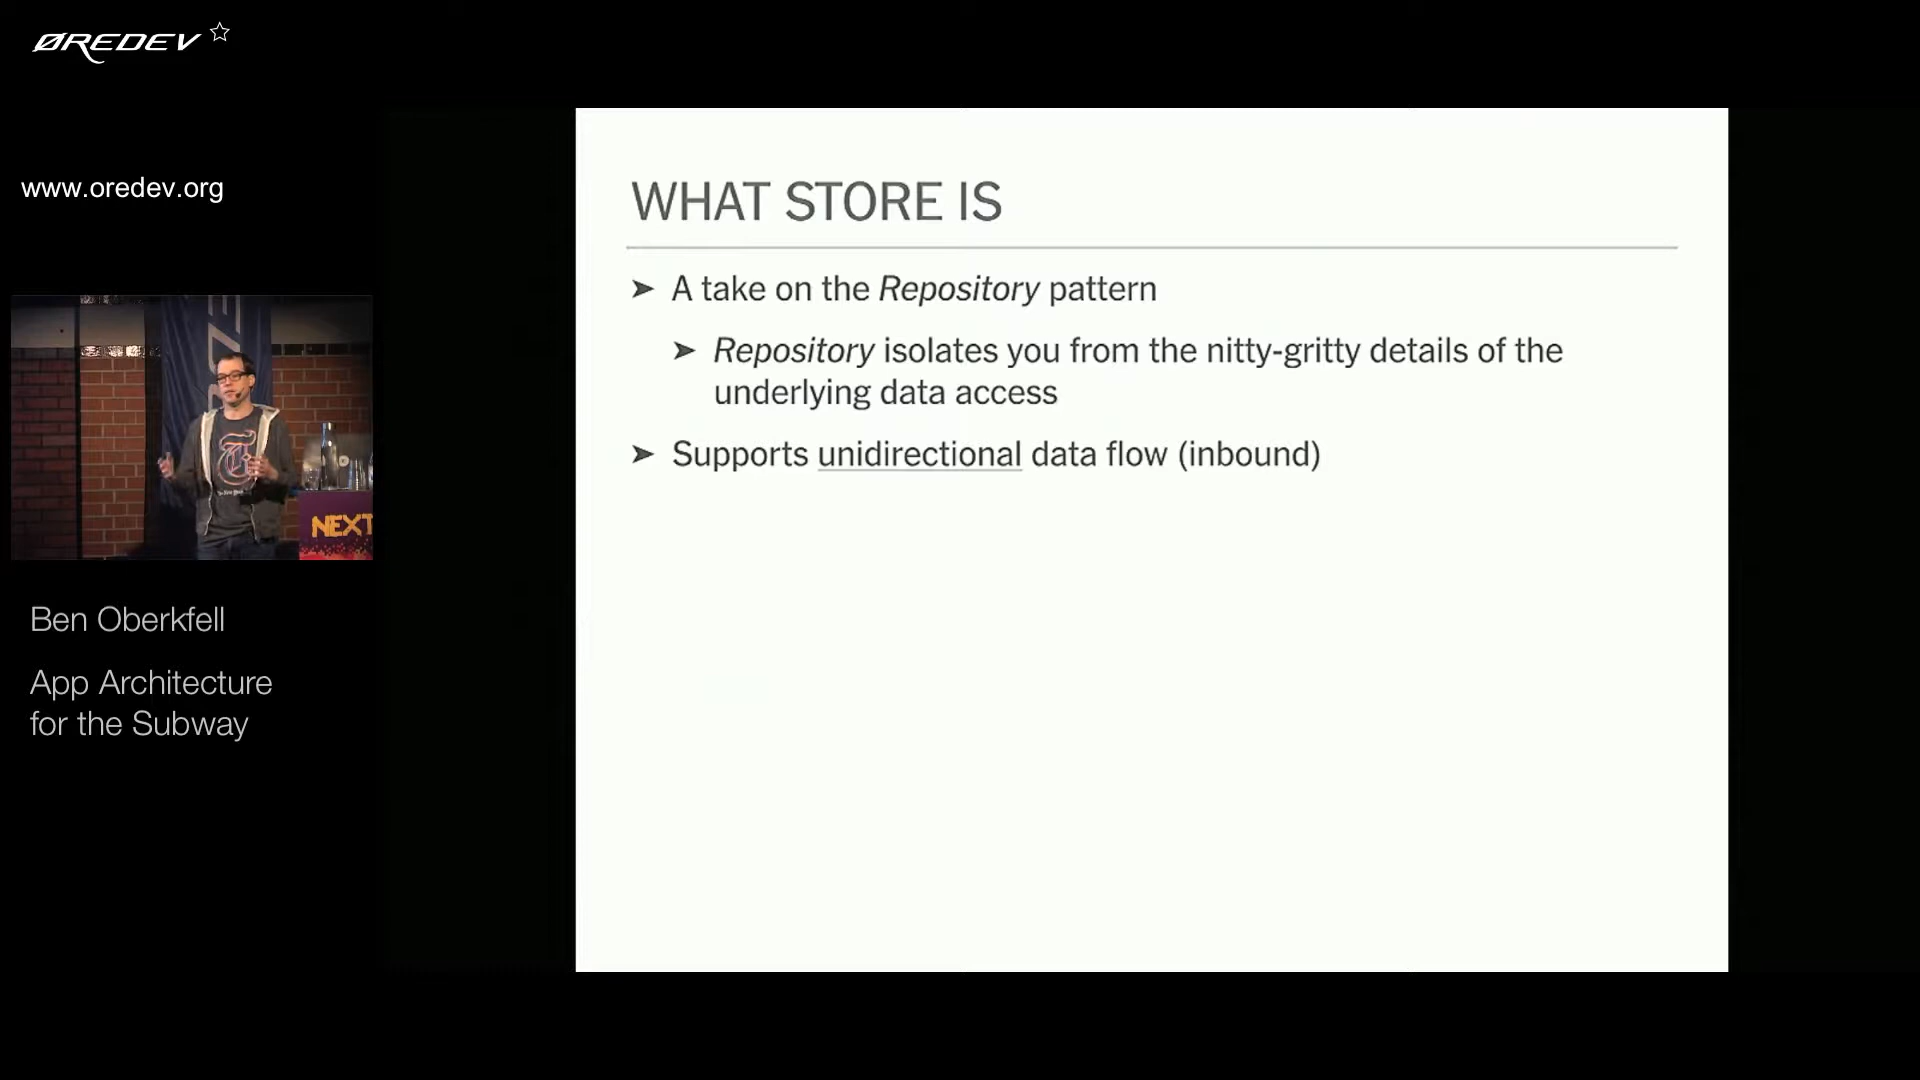 ØREDEV
www.oredev.org
NEXT
Ben Oberkfell
App Architecture
for the Subway
WHAT STORE IS
➤ A take on the Repository pattern
➤ Repository isolates you from the nitty-gritty details of the
underlying data access
➤ Supports unidirectional data flow (inbound)